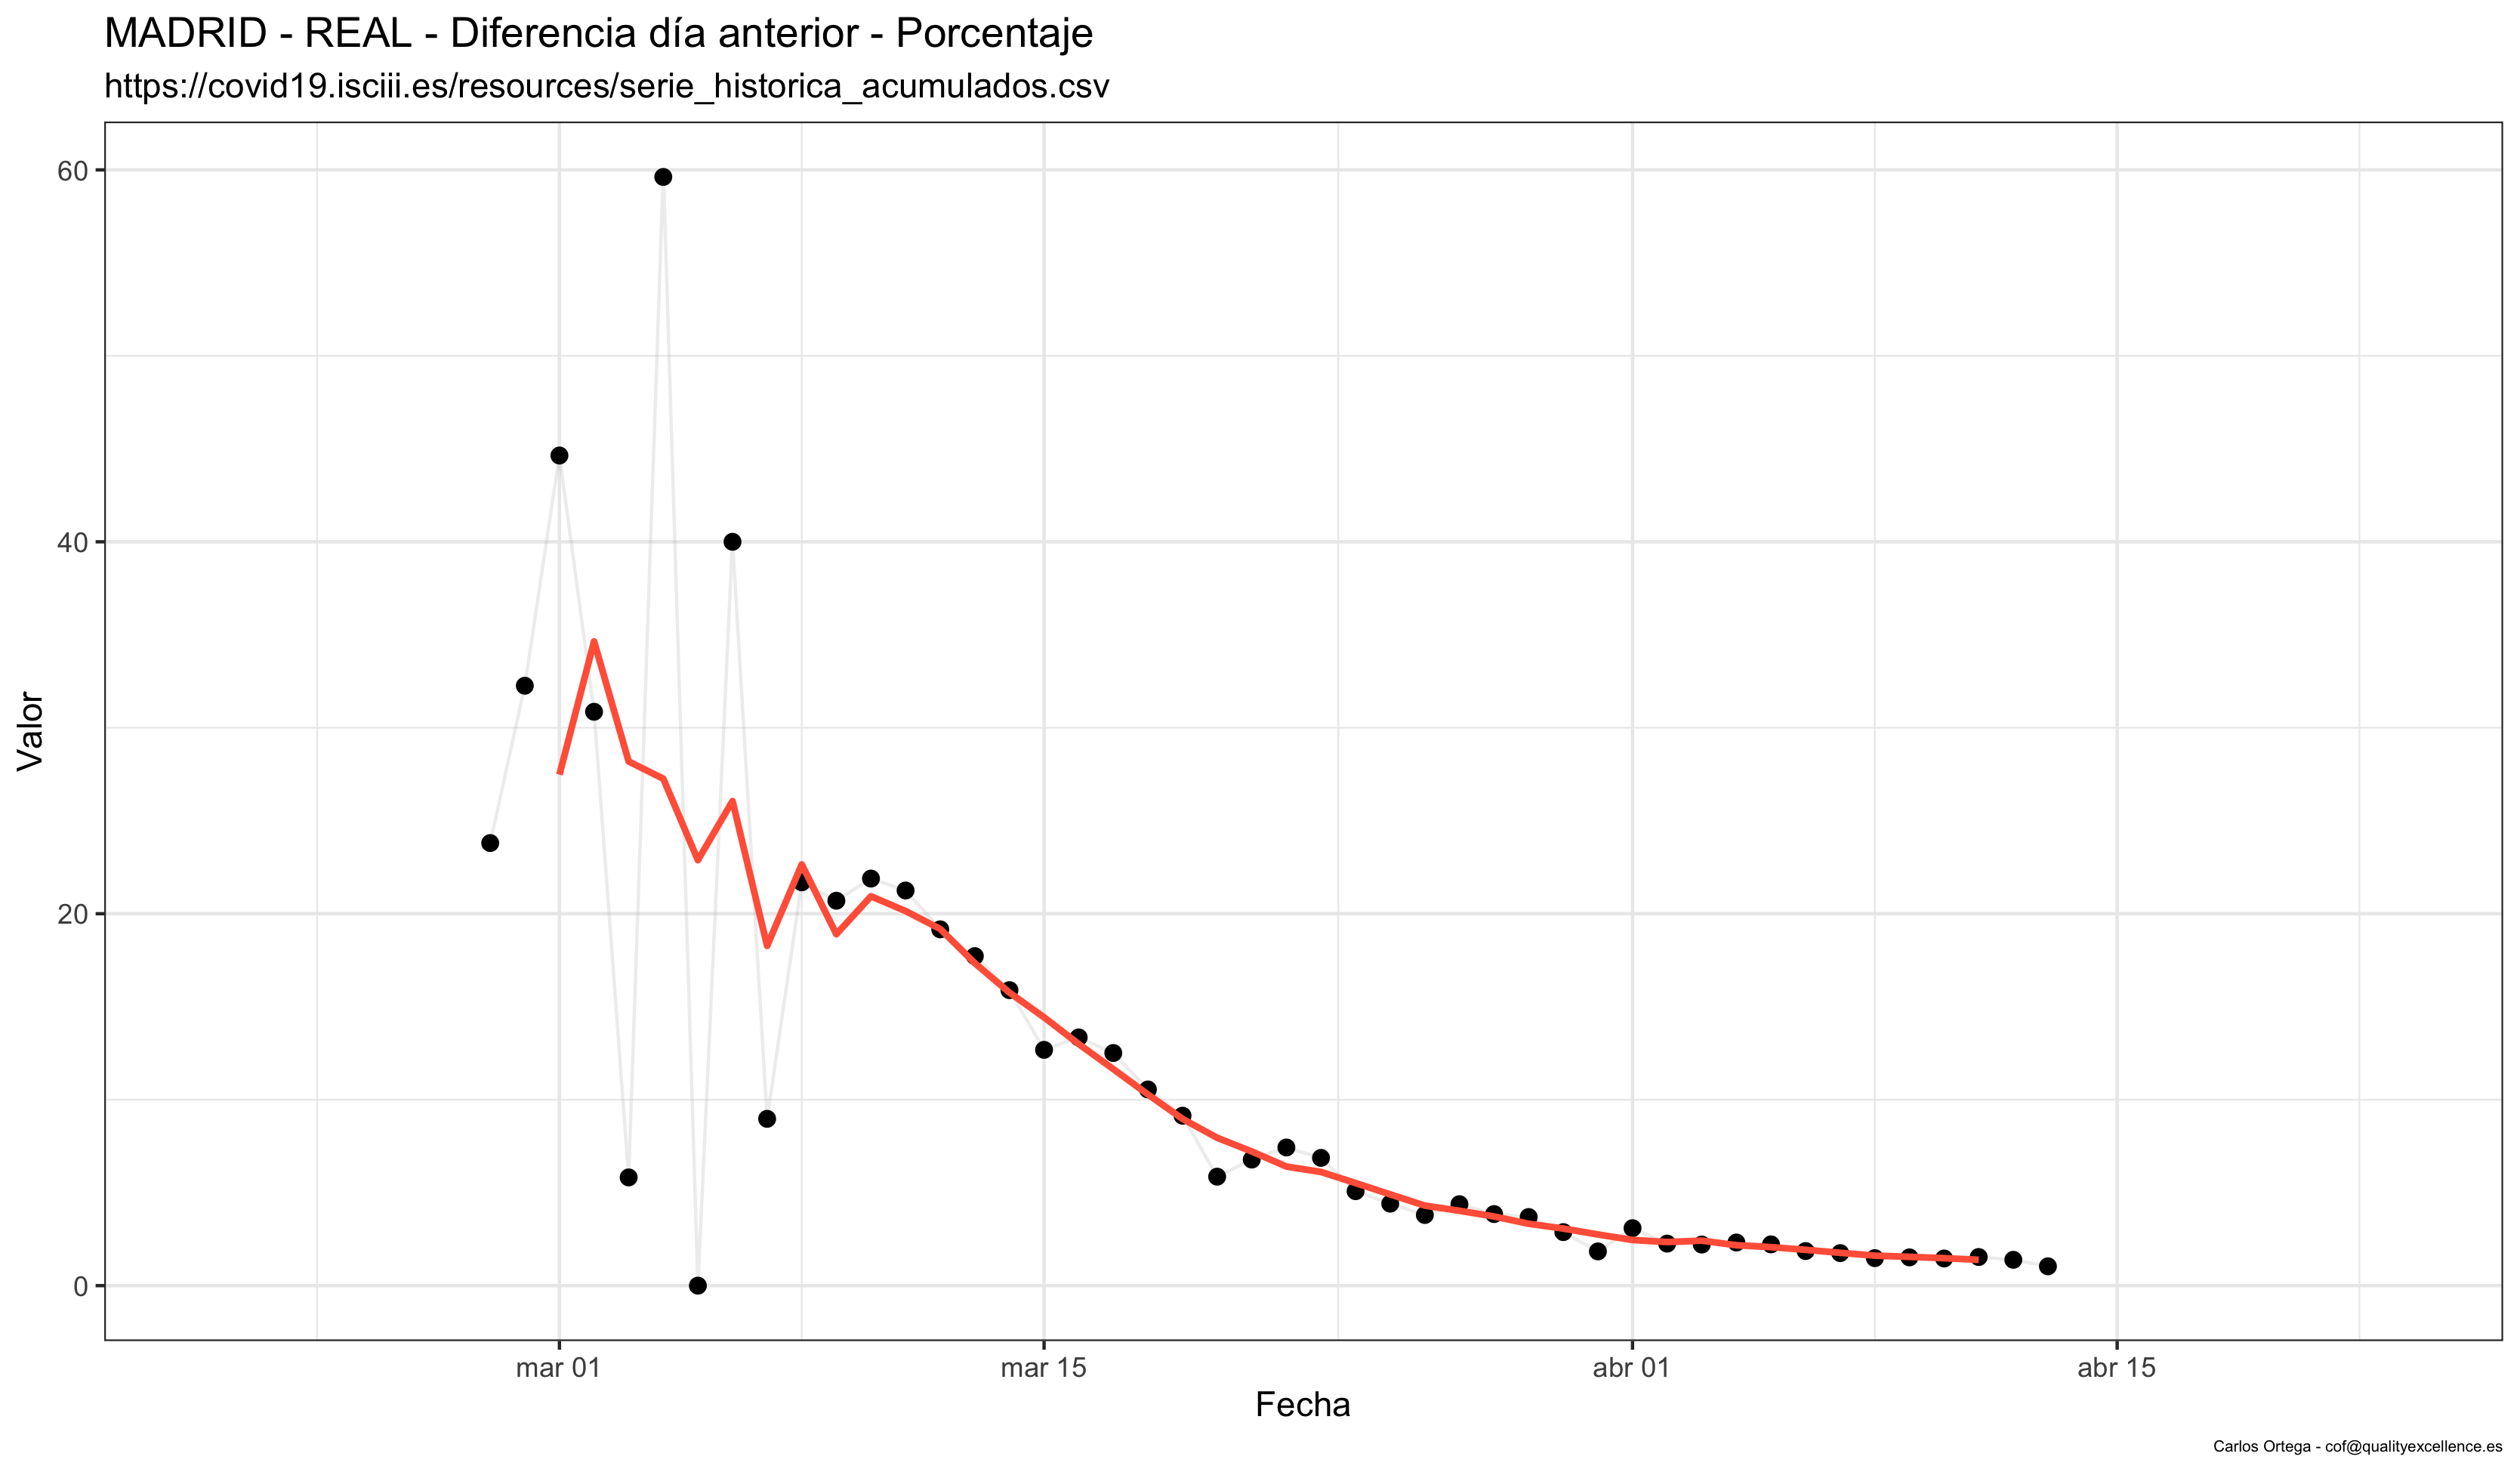 MADRID - REAL - Diferencia día anterior - Porcentaje
https://covid19.isciii.es/resources/serie_historica_acumulados.csv
60
40
20
0
Valor
mar 01
mar 15
abr 01
abr 15
Fecha
Carlos Ortega - cof@qualityexcellence.es